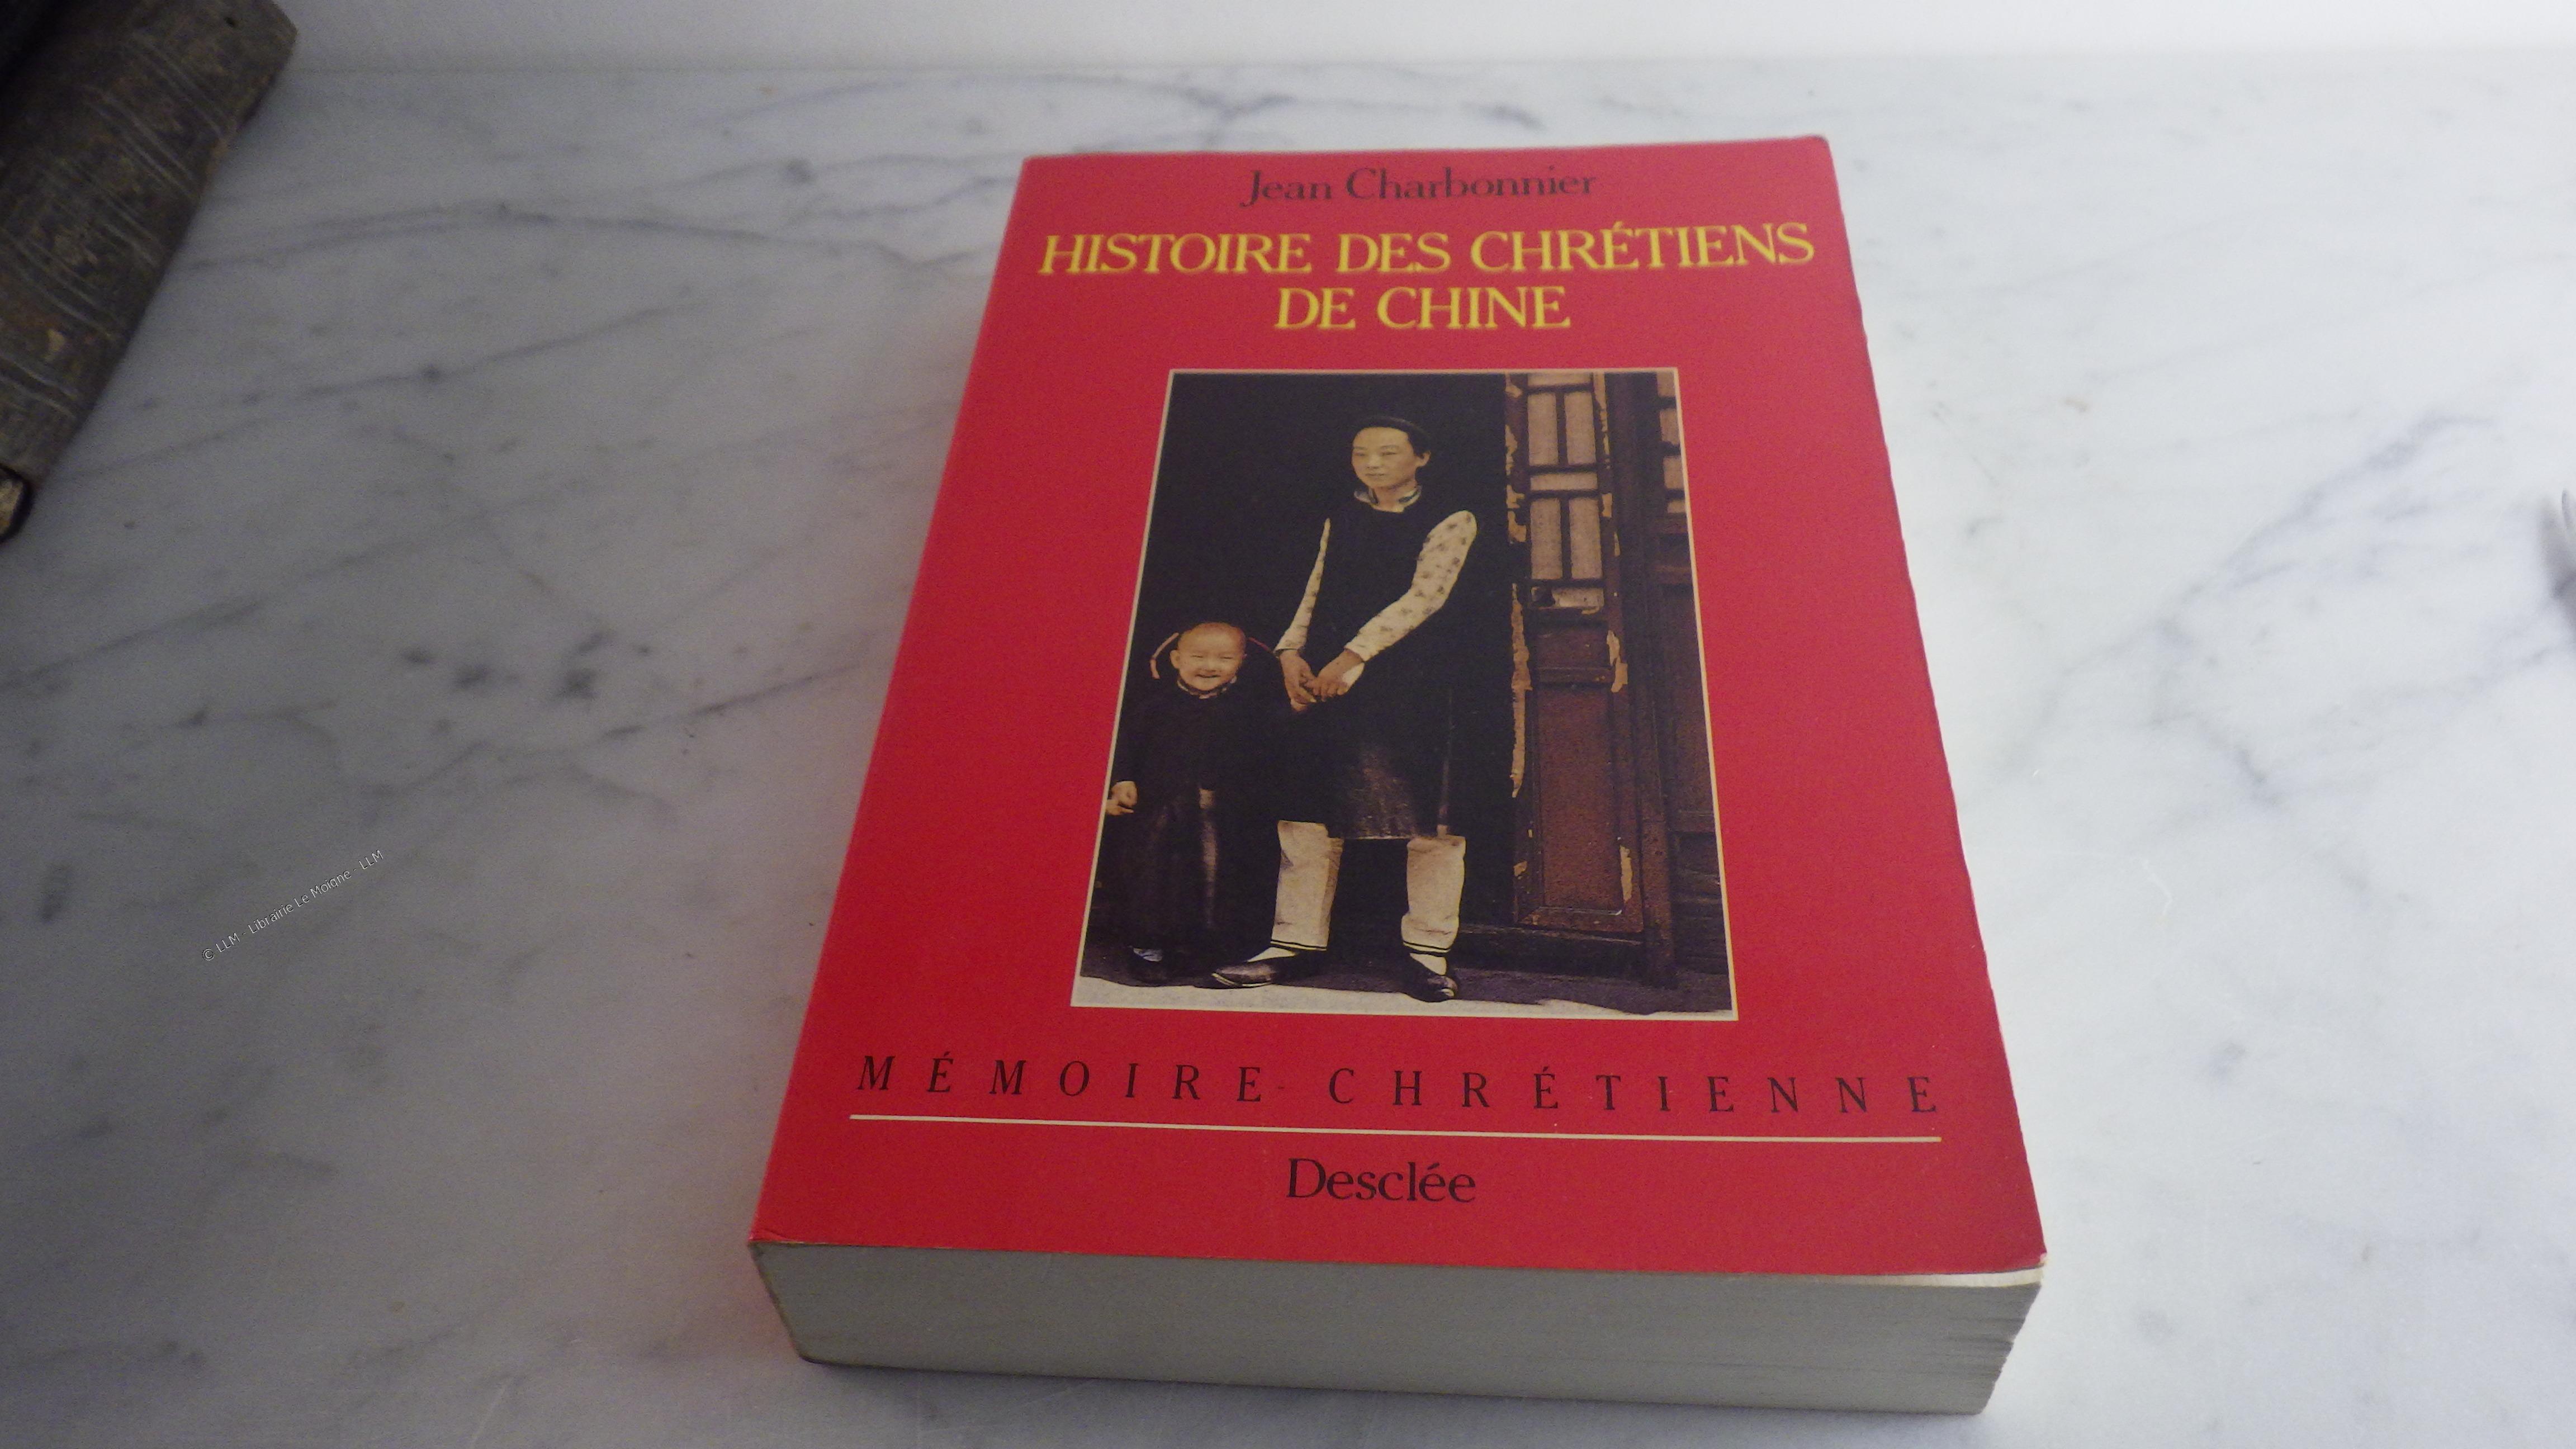 Jean Charbonnier
HISTOIRE DES CHRÉTIENS
DE CHINE
MÉMOIRE CHRÉTIENNE
Desclée
© LLM - Librairie Le Moigne - LLM